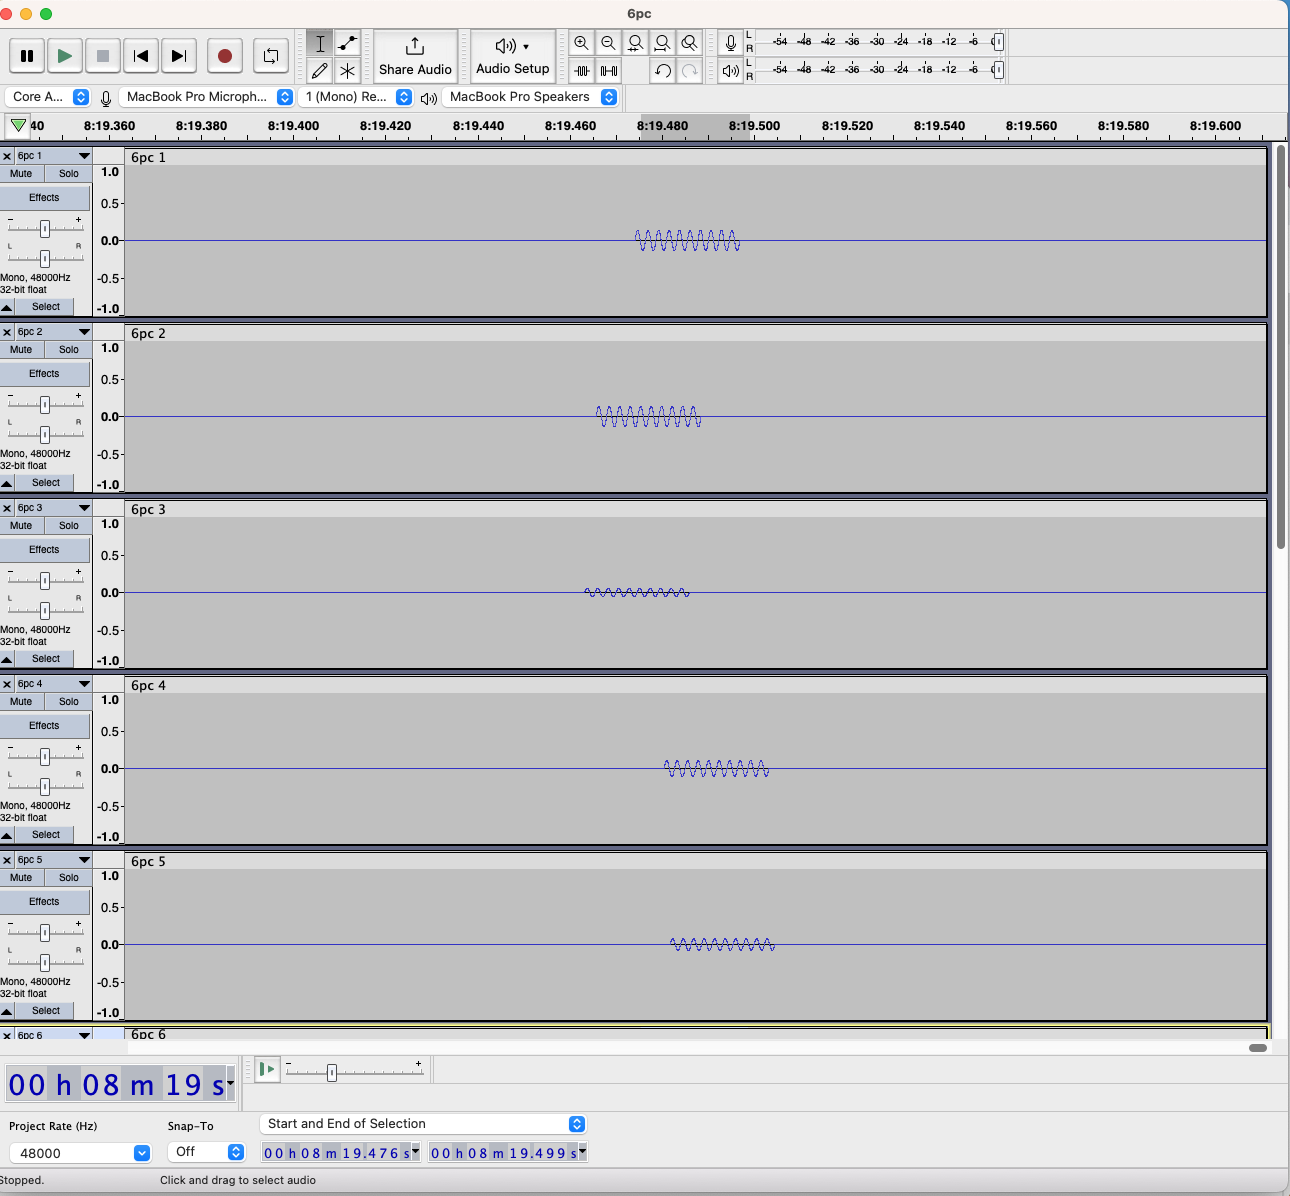 6pc
Share Audio
Audio Setup
L
R
-54 -48 -42 -36 -30 -24 -18 -12 -6 0
L
R
-54 -48 -42 -36 -30 -24 -18 -12 -6 0
Core A... MacBook Pro Microph... 1 (Mono) Re... MacBook Pro Speakers
40 8:19.360 8:19.380 8:19.400 8:19.420 8:19.440 8:19.460 8:19.480 8:19.500 8:19.520 8:19.540 8:19.560 8:19.580 8:19.600
6pc 1
6pc 1
Mute Solo
Effects
- +
L R
Mono, 48000Hz
32-bit float
Select
1.0
0.5
0.0
-0.5
-1.0
6pc 2
6pc 2
Mute Solo
Effects
- +
L R
Mono, 48000Hz
32-bit float
Select
1.0
0.5
0.0
-0.5
-1.0
6pc 3
6pc 3
Mute Solo
Effects
- +
L R
Mono, 48000Hz
32-bit float
Select
1.0
0.5
0.0
-0.5
-1.0
6pc 4
6pc 4
Mute Solo
Effects
- +
L R
Mono, 48000Hz
32-bit float
Select
1.0
0.5
0.0
-0.5
-1.0
6pc 5
6pc 5
Mute Solo
Effects
- +
L R
Mono, 48000Hz
32-bit float
Select
1.0
0.5
0.0
-0.5
-1.0
6pc 6
6pc 6
00 h 08 m 19 s
- +
Project Rate (Hz)
48000
Snap-To
Off
Start and End of Selection
00 h 08 m 19.476 s 00 h 08 m 19.499 s
Stopped. Click and drag to select audio